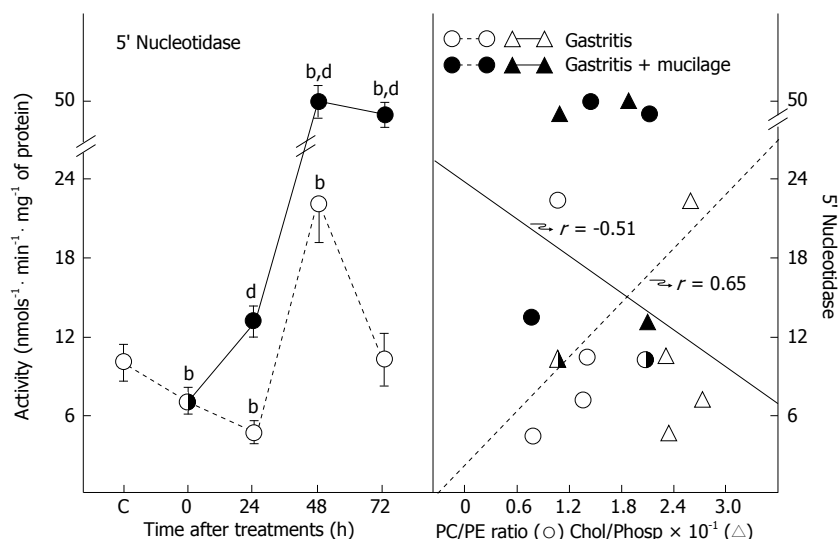 5' Nucleotidase
Gastritis
Gastritis + mucilage
Activity (nmols⁻¹ · min⁻¹ · mg⁻¹ of protein)
50
24
18
12
6
b
b
d
b,d
b
b,d
C 0 24 48 72
Time after treatments (h)
r = -0.51
r = 0.65
50
24
18
12
6
5' Nucleotidase
0 0.6 1.2 1.8 2.4 3.0
PC/PE ratio (○) Chol/Phosp × 10⁻¹ (△)